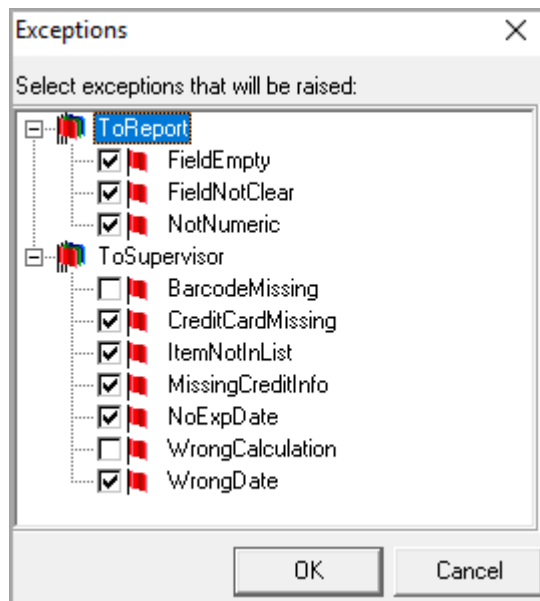 Exceptions
Select exceptions that will be raised:
ToReport
FieldEmpty
FieldNotClear
NotNumeric
ToSupervisor
BarcodeMissing
CreditCardMissing
ItemNotInList
MissingCreditInfo
NoExpDate
WrongCalculation
WrongDate
OK Cancel